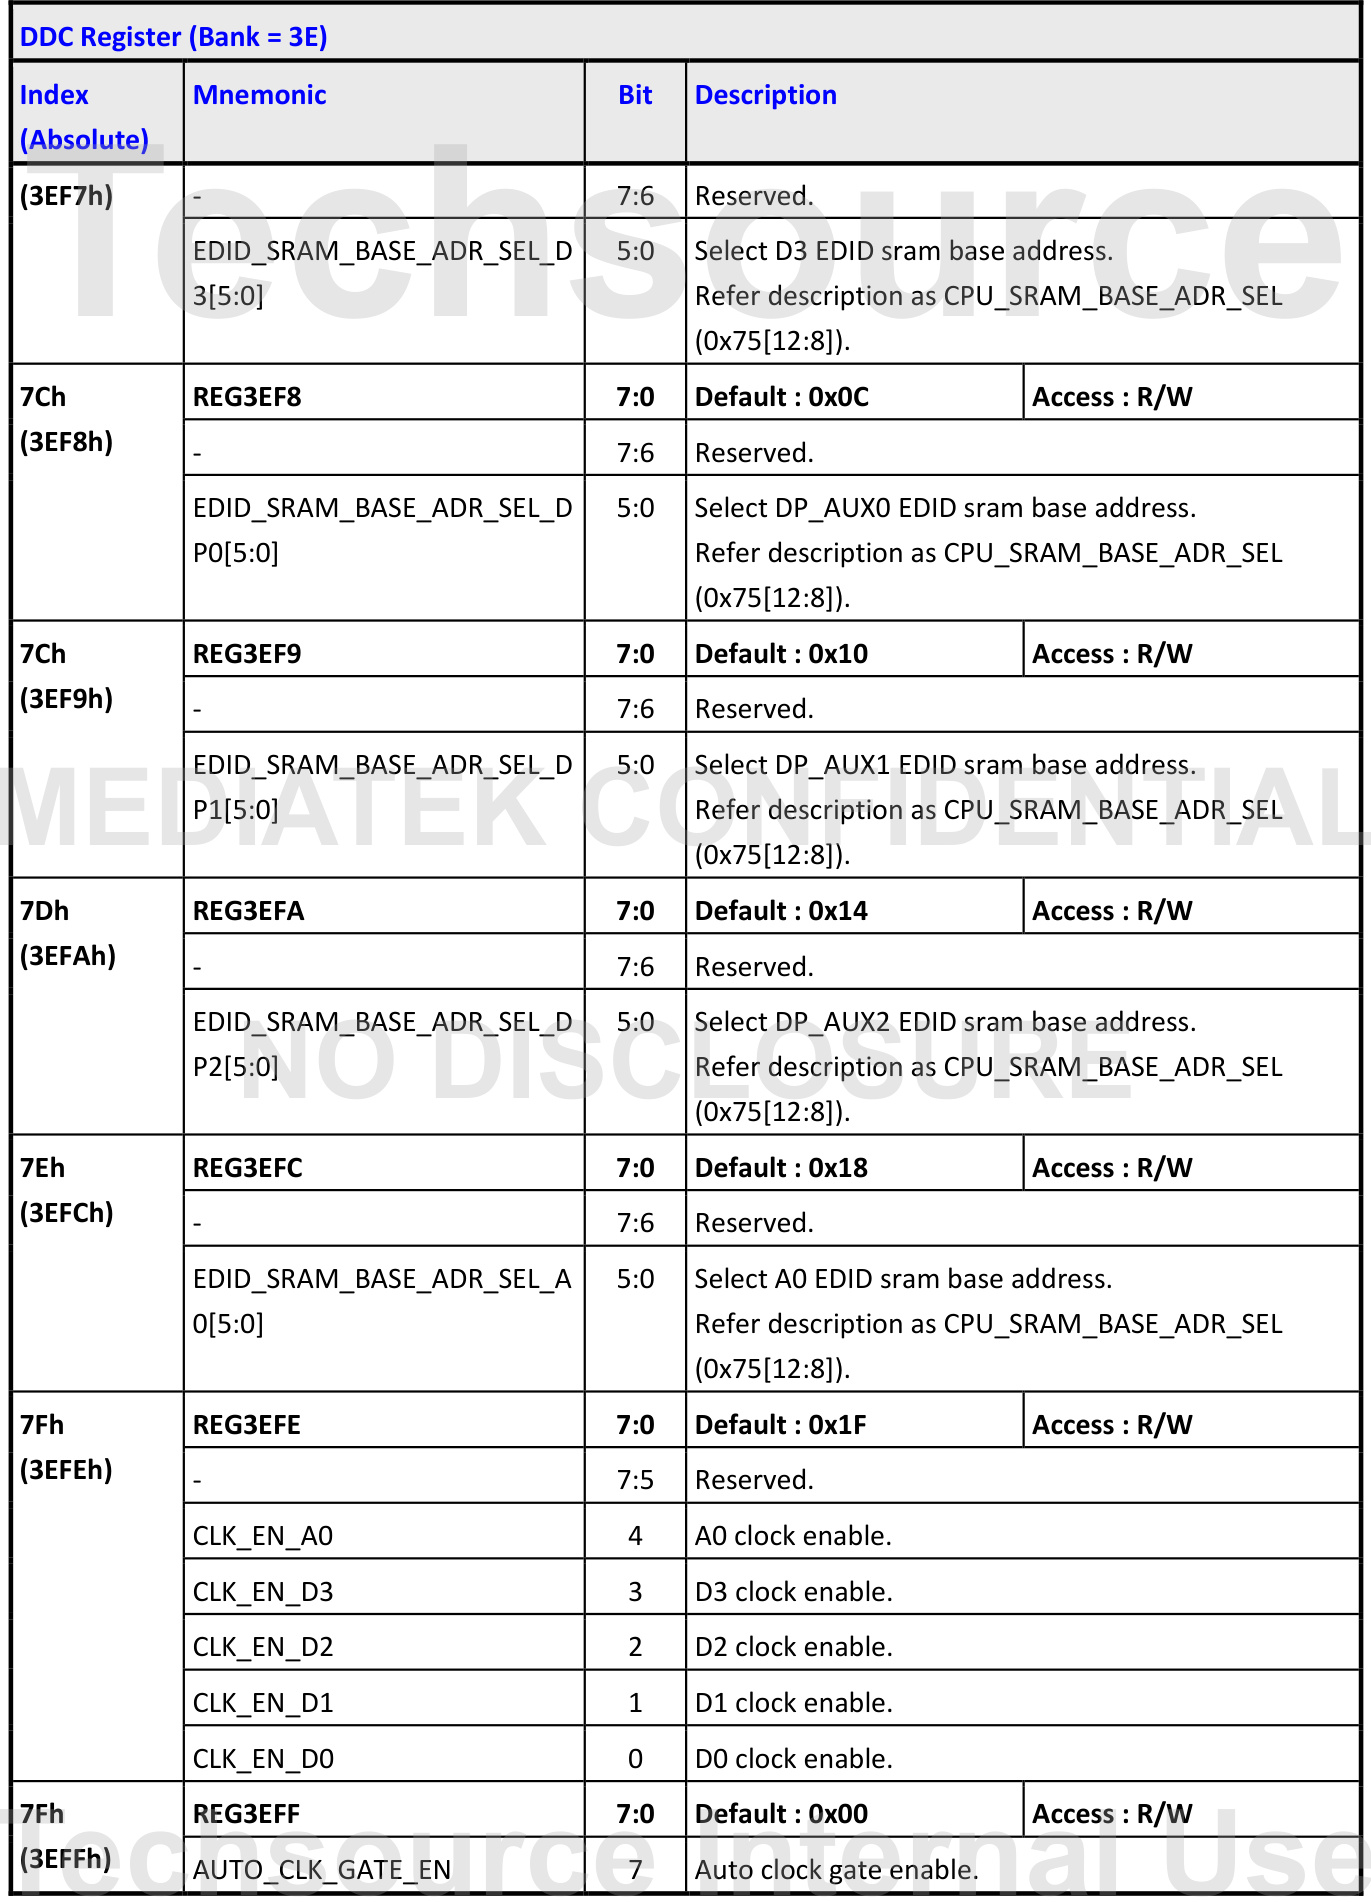 DDC Register (Bank = 3E)
Index Mnemonic Bit Description
(Absolute)
(3EF7h) - 7:6 Reserved.
EDID_SRAM_BASE_ADR_SEL_D 5:0 Select D3 EDID sram base address.
3[5:0] Refer description as CPU_SRAM_BASE_ADR_SEL
(0x75[12:8]).
Techsource
7Ch REG3EF8 7:0 Default : 0x0C Access : R/W
(3EF8h)
- 7:6 Reserved.
EDID_SRAM_BASE_ADR_SEL_D 5:0 Select DP_AUX0 EDID sram base address.
P0[5:0] Refer description as CPU_SRAM_BASE_ADR_SEL
(0x75[12:8]).
7Ch REG3EF9 7:0 Default : 0x10 Access : R/W
(3EF9h)
- 7:6 Reserved.
EDID_SRAM_BASE_ADR_SEL_D 5:0 Select DP_AUX1 EDID sram base address.
P1[5:0] Refer description as CPU_SRAM_BASE_ADR_SEL
(0x75[12:8]).
MEDIATEK CONFIDENTIAL
7Dh REG3EFA 7:0 Default : 0x14 Access : R/W
(3EFAh)
- 7:6 Reserved.
EDID_SRAM_BASE_ADR_SEL_D 5:0 Select DP_AUX2 EDID sram base address.
P2[5:0] Refer description as CPU_SRAM_BASE_ADR_SEL
(0x75[12:8]).
NO DISCLOSURE
7Eh REG3EFC 7:0 Default : 0x18 Access : R/W
(3EFCh)
- 7:6 Reserved.
EDID_SRAM_BASE_ADR_SEL_A 5:0 Select A0 EDID sram base address.
0[5:0] Refer description as CPU_SRAM_BASE_ADR_SEL
(0x75[12:8]).
7Fh REG3EFE 7:0 Default : 0x1F Access : R/W
(3EFEh)
- 7:5 Reserved.
CLK_EN_A0 4 A0 clock enable.
CLK_EN_D3 3 D3 clock enable.
CLK_EN_D2 2 D2 clock enable.
CLK_EN_D1 1 D1 clock enable.
CLK_EN_D0 0 D0 clock enable.
7Fh REG3EFF 7:0 Default : 0x00 Access : R/W
(3EFFh)
AUTO_CLK_GATE_EN 7 Auto clock gate enable.
Techsource Internal Use